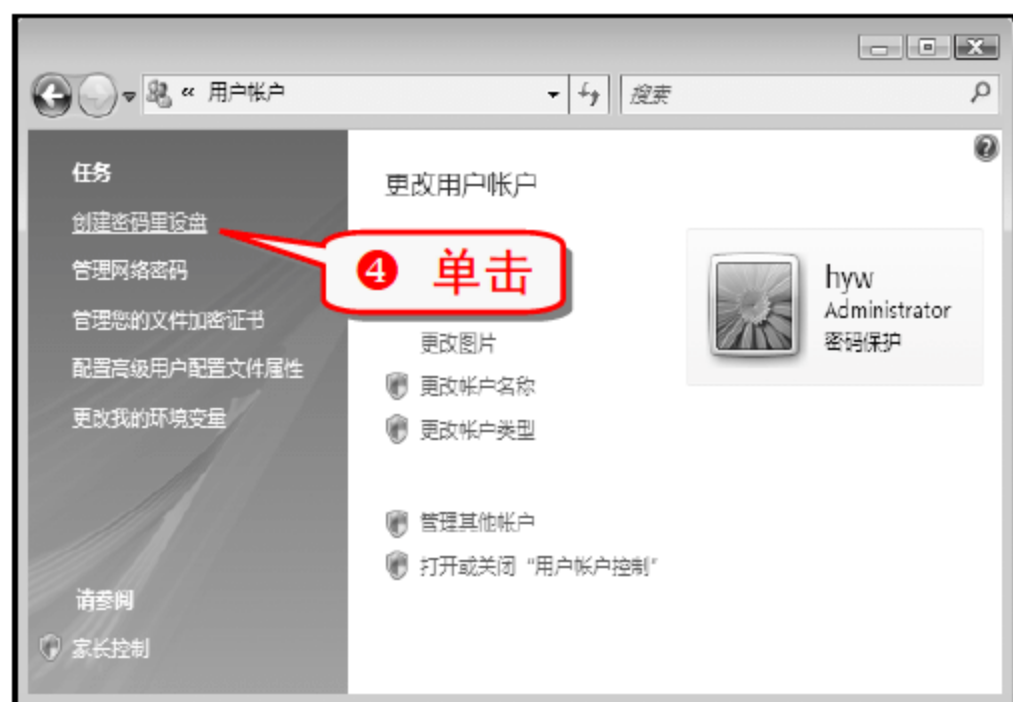 « 用户帐户
搜索
任务
创建密码重设盘
管理网络密码
管理您的文件加密证书
配置高级用户配置文件属性
更改我的环境变量
请参阅
家长控制
更改用户帐户
❹ 单击
更改图片
更改帐户名称
更改帐户类型
管理其他帐户
打开或关闭“用户帐户控制”
hyw
Administrator
密码保护